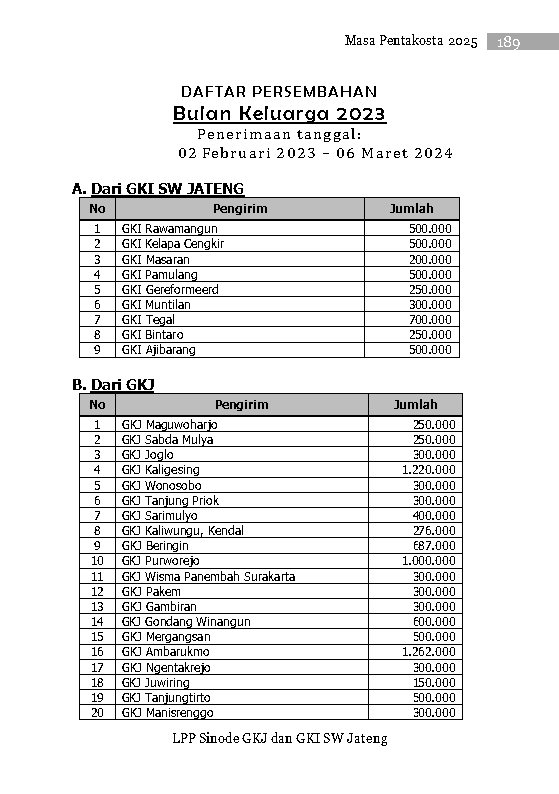 Masa Pentakosta 2025 189
DAFTAR PERSEMBAHAN
Bulan Keluarga 2023
Penerimaan tanggal:
02 Februari 2023 – 06 Maret 2024
A. Dari GKI SW JATENG
No Pengirim Jumlah
1 GKI Rawamangun 500.000
2 GKI Kelapa Cengkir 500.000
3 GKI Masaran 200.000
4 GKI Pamulang 500.000
5 GKI Gereformeerd 250.000
6 GKI Muntilan 300.000
7 GKI Tegal 700.000
8 GKI Bintaro 250.000
9 GKI Ajibarang 500.000
B. Dari GKJ
No Pengirim Jumlah
1 GKJ Maguwoharjo 250.000
2 GKJ Sabda Mulya 250.000
3 GKJ Joglo 300.000
4 GKJ Kaligesing 1.220.000
5 GKJ Wonosobo 300.000
6 GKJ Tanjung Priok 300.000
7 GKJ Sarimulyo 400.000
8 GKJ Kaliwungu, Kendal 276.000
9 GKJ Beringin 687.000
10 GKJ Purworejo 1.000.000
11 GKJ Wisma Panembah Surakarta 300.000
12 GKJ Pakem 300.000
13 GKJ Gambiran 300.000
14 GKJ Gondang Winangun 600.000
15 GKJ Mergangsan 500.000
16 GKJ Ambarukmo 1.262.000
17 GKJ Ngentakrejo 300.000
18 GKJ Juwiring 150.000
19 GKJ Tanjungtirto 500.000
20 GKJ Manisrenggo 300.000
LPP Sinode GKJ dan GKI SW Jateng